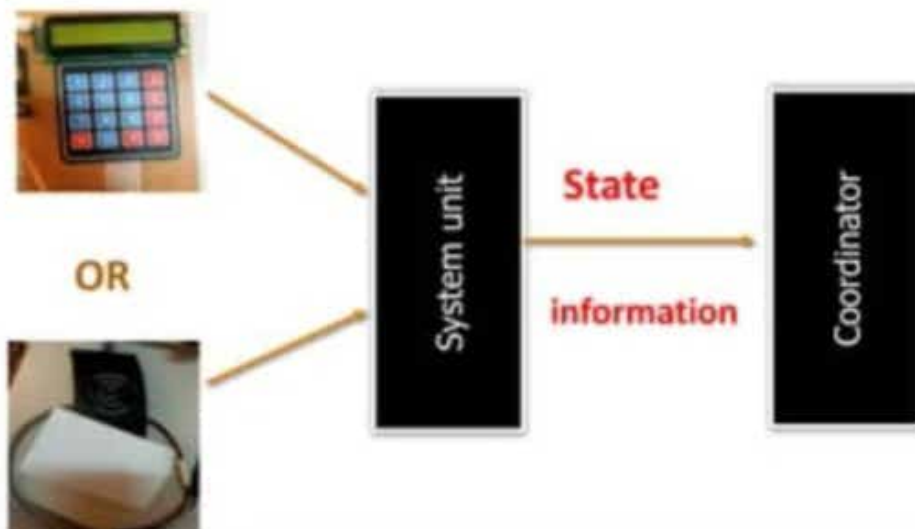 OR
System unit
State
information
Coordinator